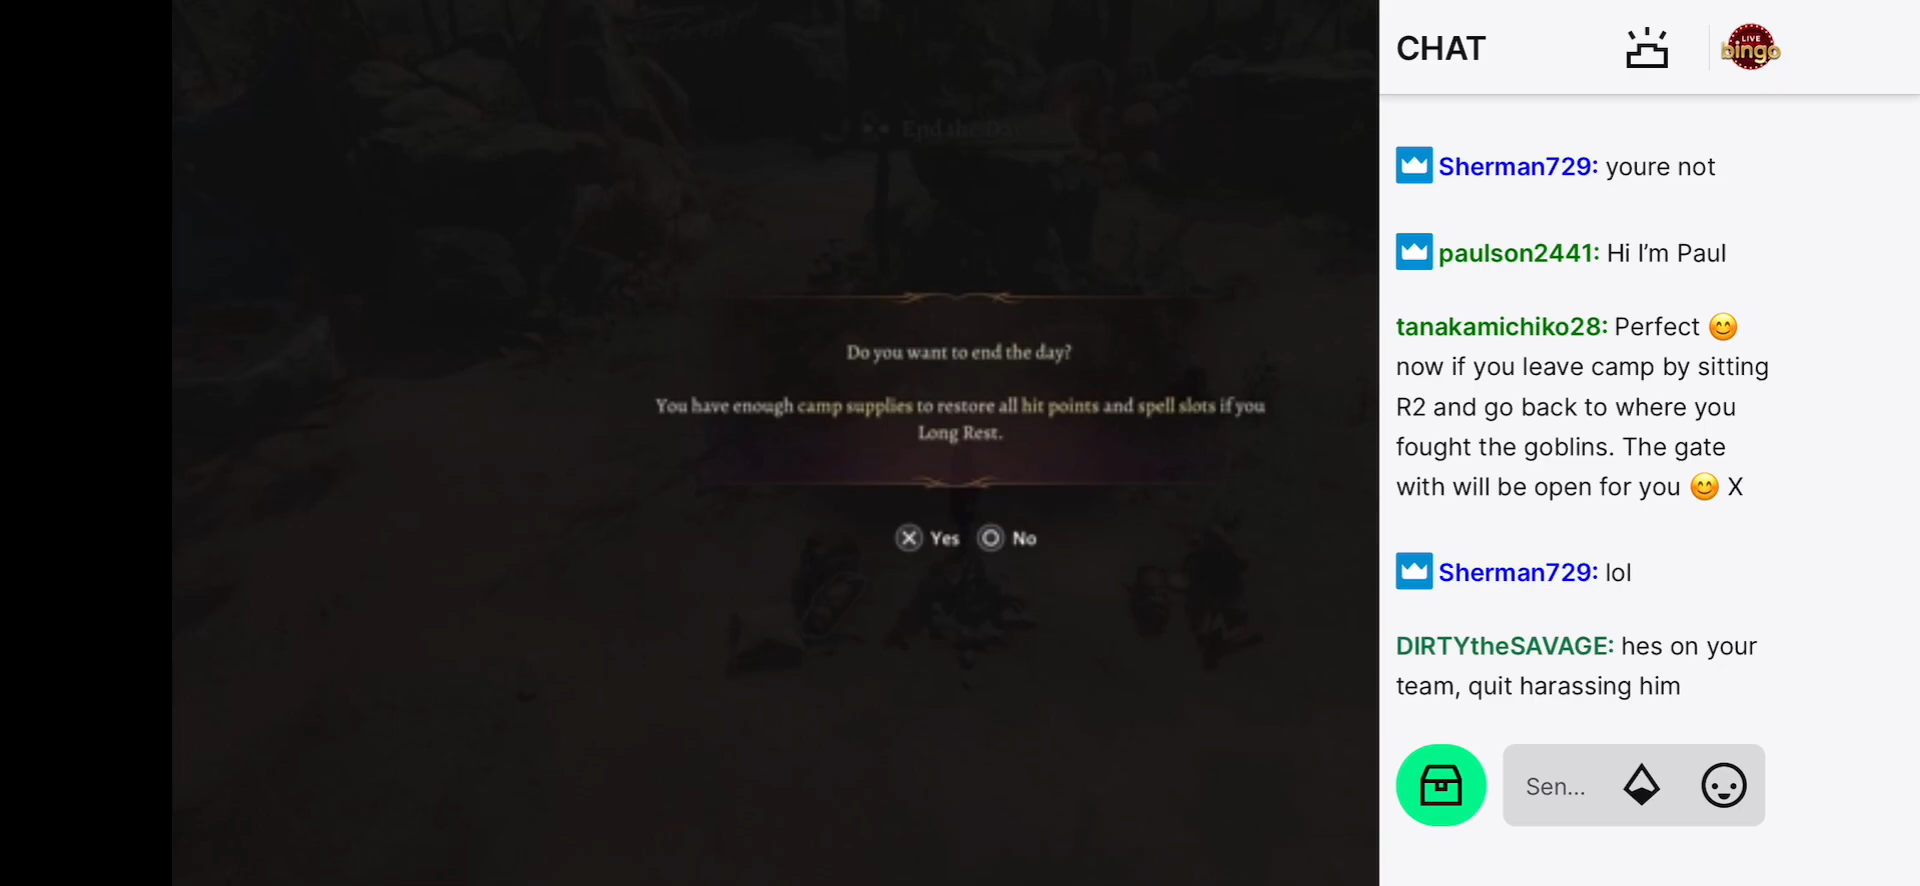 End the Day
Do you want to end the day?
You have enough camp supplies to restore all hit points and spell slots if you
Long Rest.
Yes No
CHAT
LIVE
bingo
Sherman729: youre not
paulson2441: Hi I’m Paul
tanakamichiko28: Perfect 😊
now if you leave camp by sitting
R2 and go back to where you
fought the goblins. The gate
with will be open for you 😊 X
Sherman729: lol
DIRTYtheSAVAGE: hes on your
team, quit harassing him
Sen...